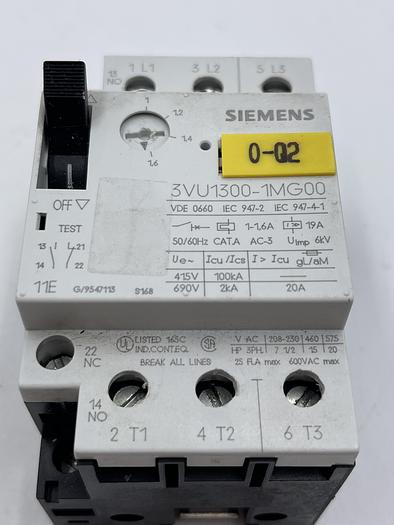 1 L1 3 L2 5 L3
13
NO
1
1,2
1,4
1,6
SIEMENS
0-Q2
3VU1300-1MG00
VDE 0660 IEC 947-2 IEC 947-4-1
1-1,6A 19A
50/60Hz CAT.A AC-3 Uimp 6kV
Ue~ Icu/Ics I > Icu gL/aM
415V 100kA
690V 2kA 20A
OFF
TEST
13 21
14 22
11E G/9547113 S168
UL LISTED 165C
IND.CONT.EQ.
BREAK ALL LINES
V AC 208-230 460 575
HP 3PH. 7 1/2 15 20
25 FLA max 600VAC max
22
NC
14
NO
2 T1 4 T2 6 T3